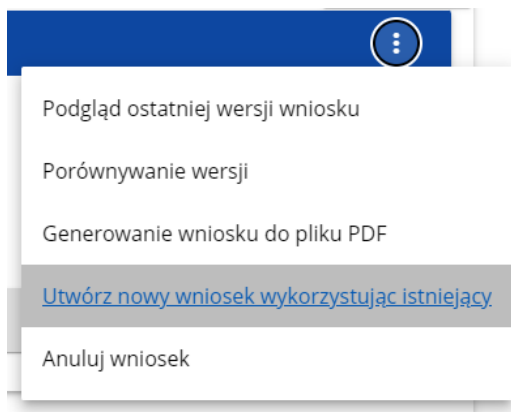 Podgląd ostatniej wersji wniosku
Porównywanie wersji
Generowanie wniosku do pliku PDF
Utwórz nowy wniosek wykorzystując istniejący
Anuluj wniosek